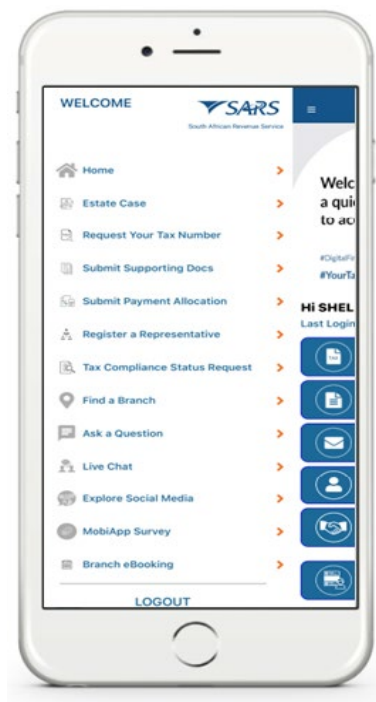 WELCOME
SARS
South African Revenue Service
Home
Estate Case
Request Your Tax Number
Submit Supporting Docs
Submit Payment Allocation
Register a Representative
Tax Compliance Status Request
Find a Branch
Ask a Question
Live Chat
Explore Social Media
MobiApp Survey
Branch eBooking
LOGOUT
Welc
a qui
to ac
#DigitalFi
#YourTa
Hi SHEL
Last Login